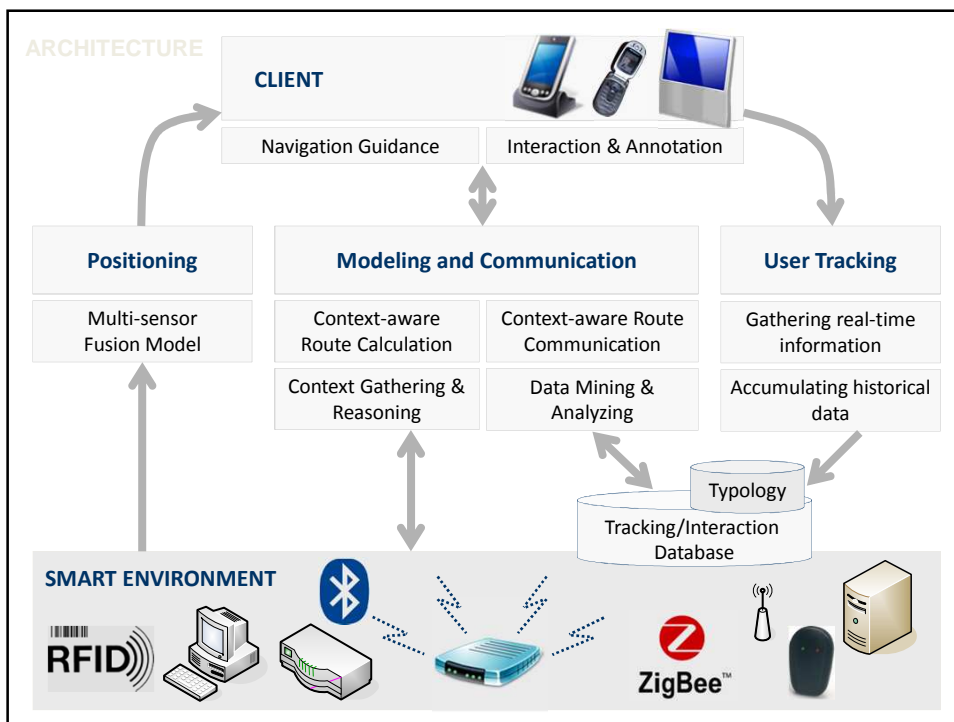 ARCHITECTURE
CLIENT
Navigation Guidance
Interaction & Annotation
Positioning
Modeling and Communication
User Tracking
Multi-sensor
Fusion Model
Context-aware
Route Calculation
Context-aware Route
Communication
Gathering real-time
information
Context Gathering &
Reasoning
Data Mining &
Analyzing
Accumulating historical
data
Typology
Tracking/Interaction
Database
SMART ENVIRONMENT
RFID
ZigBee™